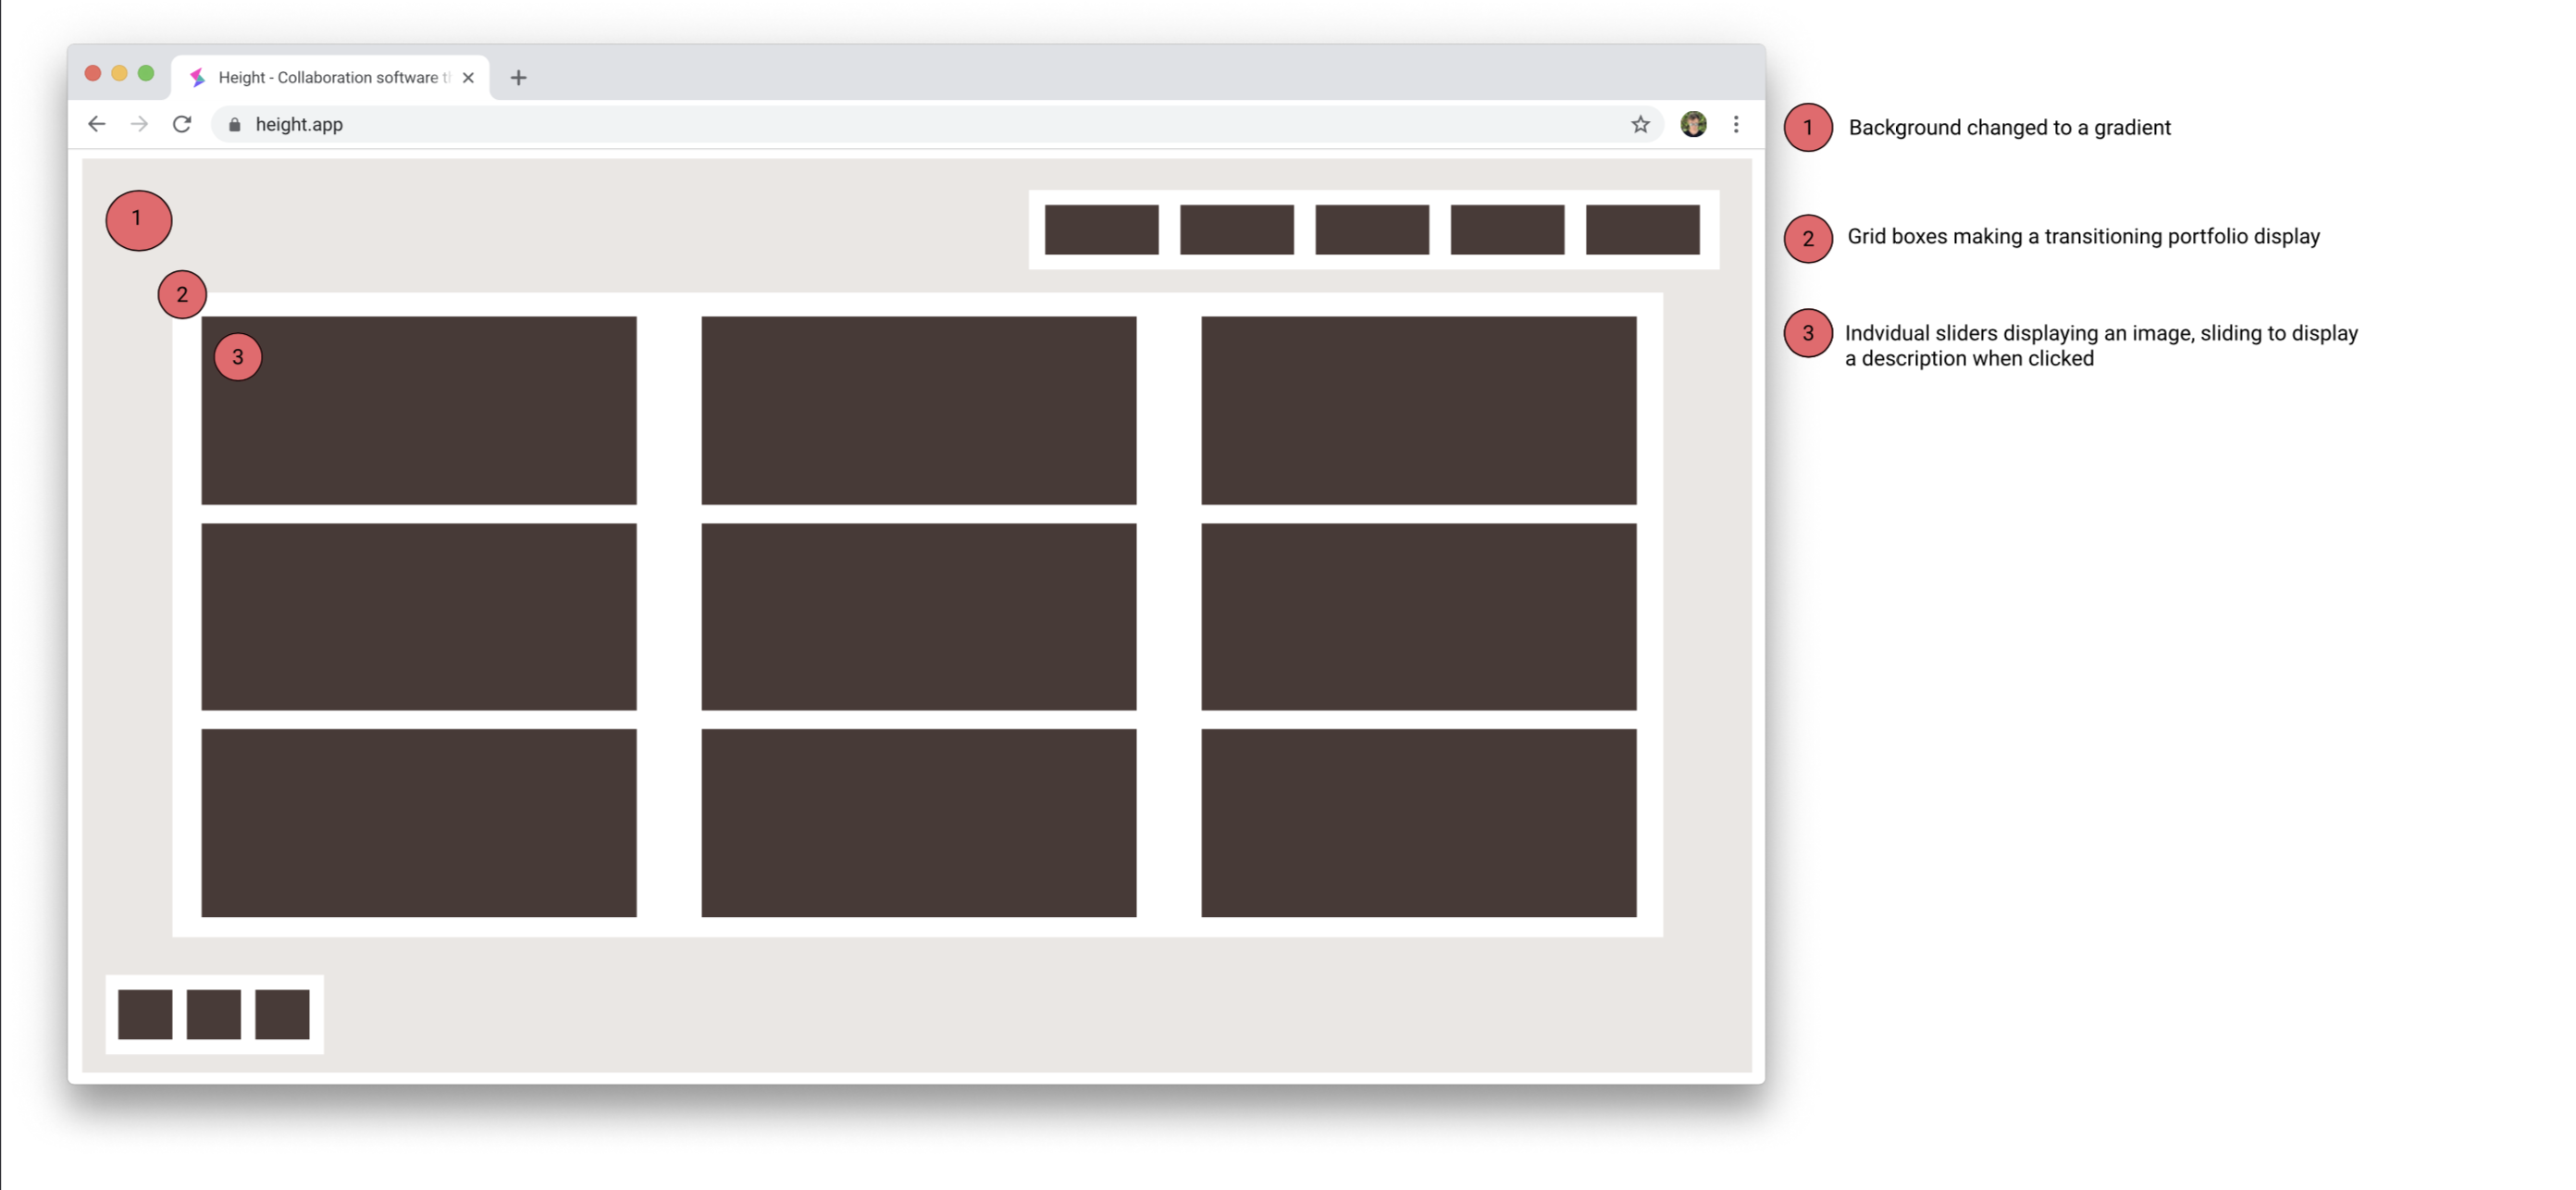 Height - Collaboration software t
height.app
1 Background changed to a gradient
1
2 Grid boxes making a transitioning portfolio display
2
3 Indvidual sliders displaying an image, sliding to display
a description when clicked
3